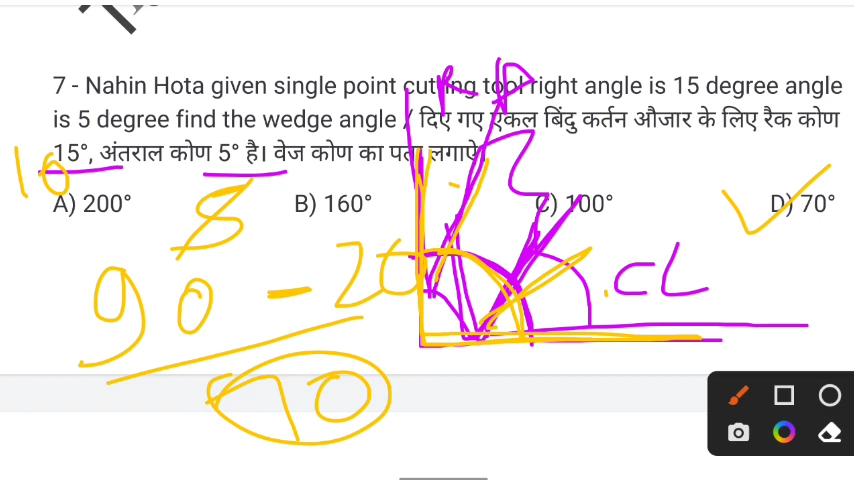 7 - Nahin Hota given single point cutting tool right angle is 15 degree angle
is 5 degree find the wedge angle / दिए गए एकल बिंदु कर्तन औजार के लिए रैक कोण
15°, अंतराल कोण 5° है। वेज कोण का पता लगाऐ।
A) 200° B) 160° C) 100° D) 70°
10
90 - 20
70
CL